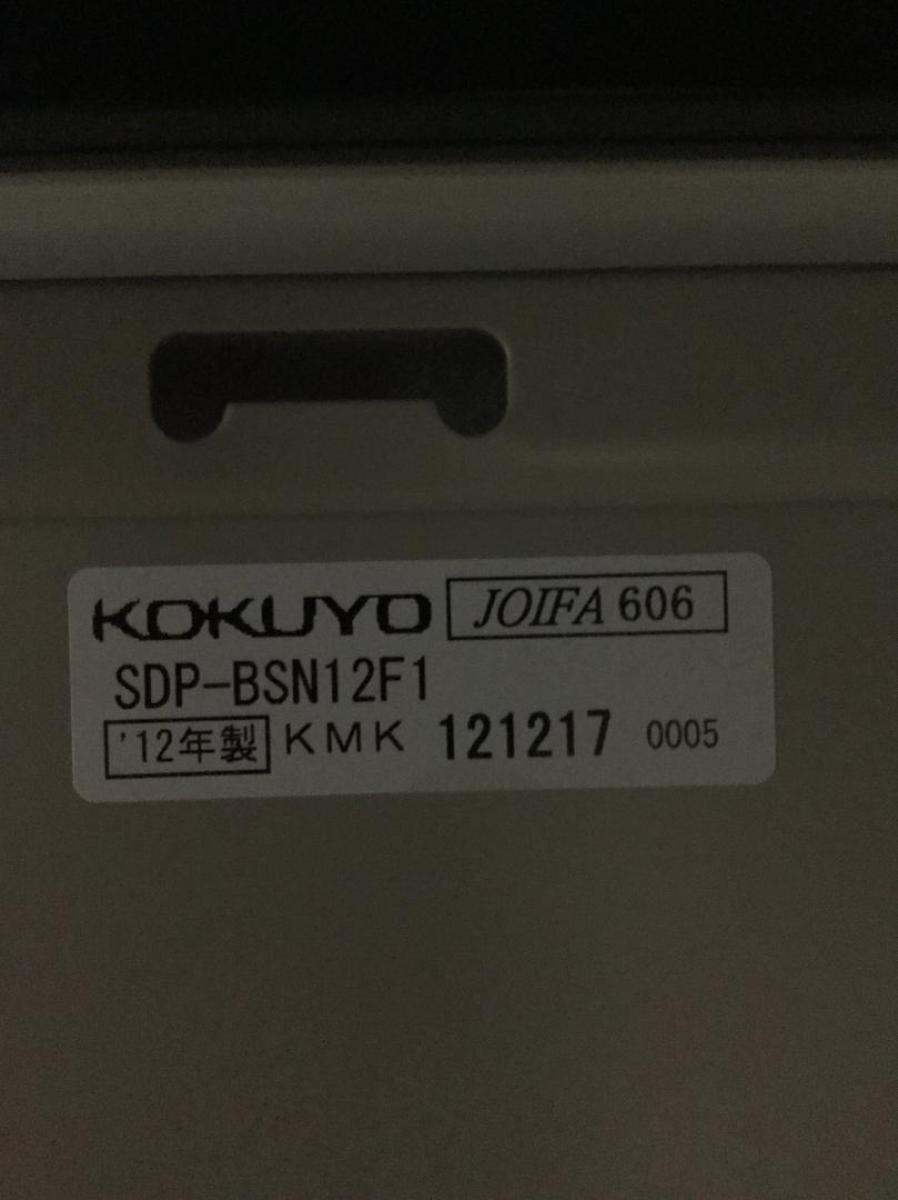 KOKUYO JOIFA 606
SDP-BSN12F1
'12年製 KMK 121217 0005